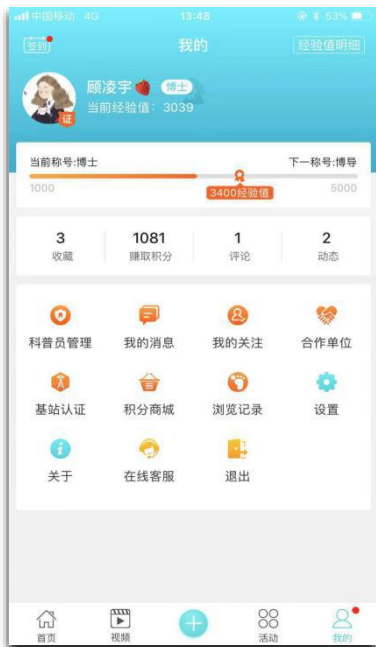 中国移动 4G 13:48 53%
签到 我的 经验值明细
顾凌宇 博士
当前经验值：3039
证
当前称号:博士 下一称号:博导
1000 3400经验值 5000
3 1081 1 2
收藏 赚取积分 评论 动态
科普员管理 我的消息 我的关注 合作单位
基站认证 积分商城 浏览记录 设置
关于 在线客服 退出
首页 视频 活动 我的